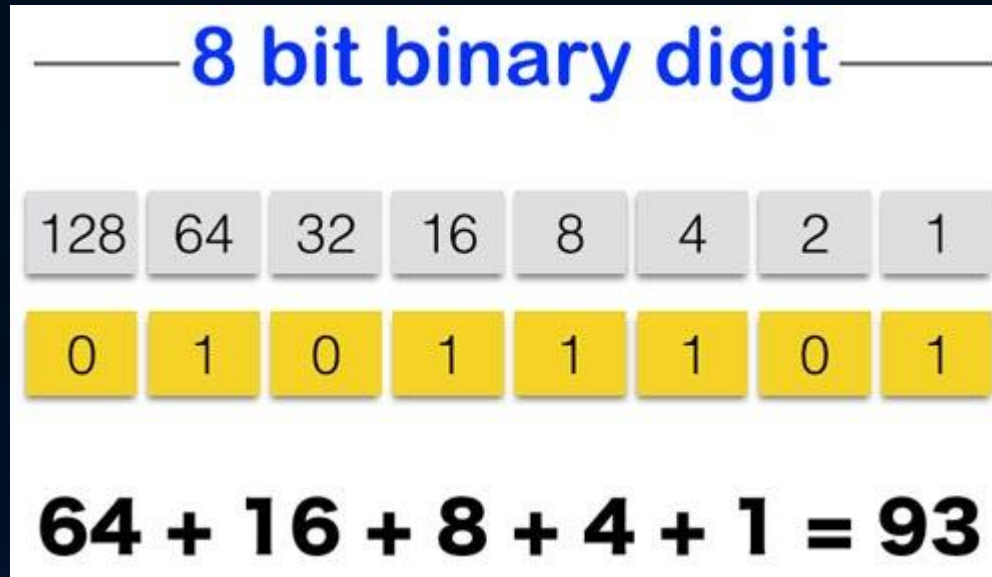 8 bit binary digit
128 64 32 16 8 4 2 1
0 1 0 1 1 1 0 1
64 + 16 + 8 + 4 + 1 = 93